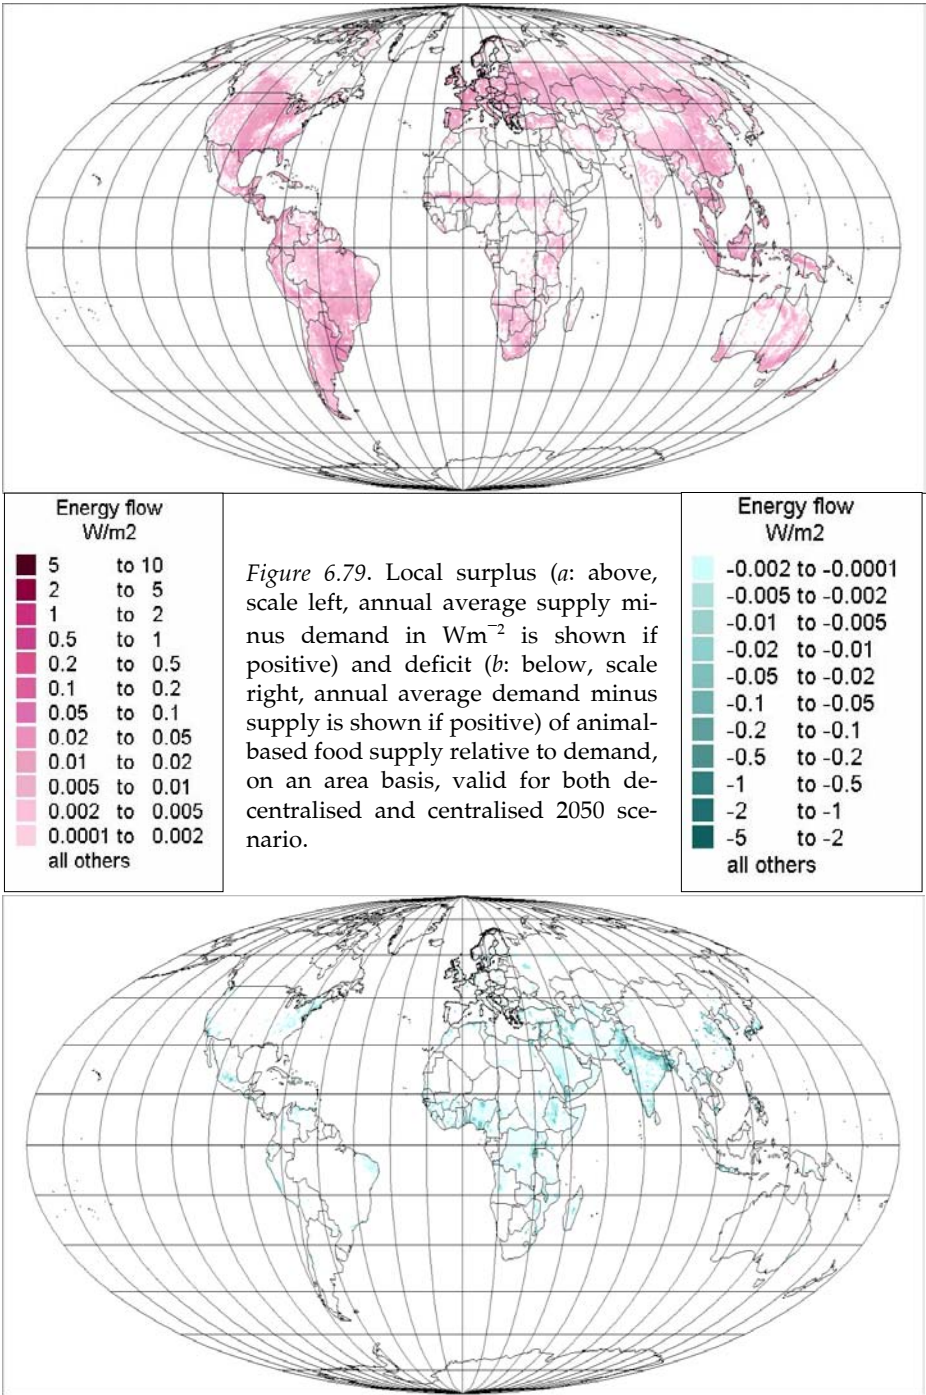 Energy flow
W/m2
5 to 10
2 to 5
1 to 2
0.5 to 1
0.2 to 0.5
0.1 to 0.2
0.05 to 0.1
0.02 to 0.05
0.01 to 0.02
0.005 to 0.01
0.002 to 0.005
0.0001 to 0.002
all others
Figure 6.79. Local surplus (a: above,
scale left, annual average supply mi-
nus demand in Wm⁻² is shown if
positive) and deficit (b: below, scale
right, annual average demand minus
supply is shown if positive) of animal-
based food supply relative to demand,
on an area basis, valid for both de-
centralised and centralised 2050 sce-
nario.
Energy flow
W/m2
-0.002 to -0.0001
-0.005 to -0.002
-0.01 to -0.005
-0.02 to -0.01
-0.05 to -0.02
-0.1 to -0.05
-0.2 to -0.1
-0.5 to -0.2
-1 to -0.5
-2 to -1
-5 to -2
all others